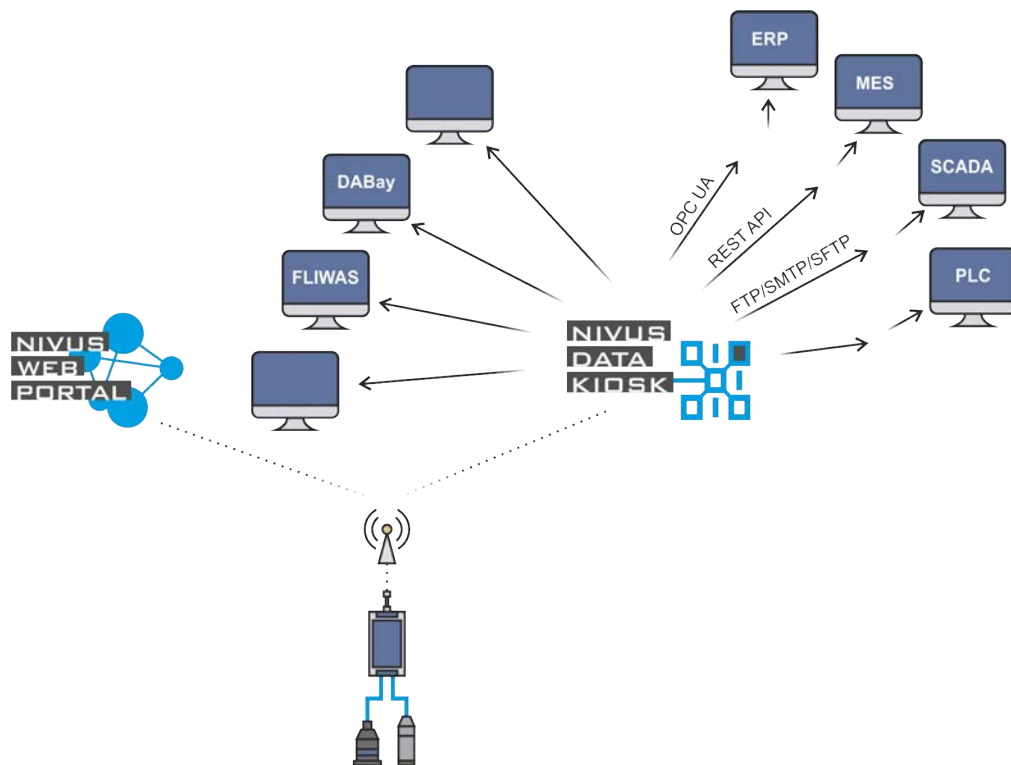 ERP
MES
SCADA
PLC
DABay
FLIWAS
OPC UA
REST API
FTP/SMTP/SFTP
NIVUS
WEB
PORTAL
NIVUS
DATA
KIOSK